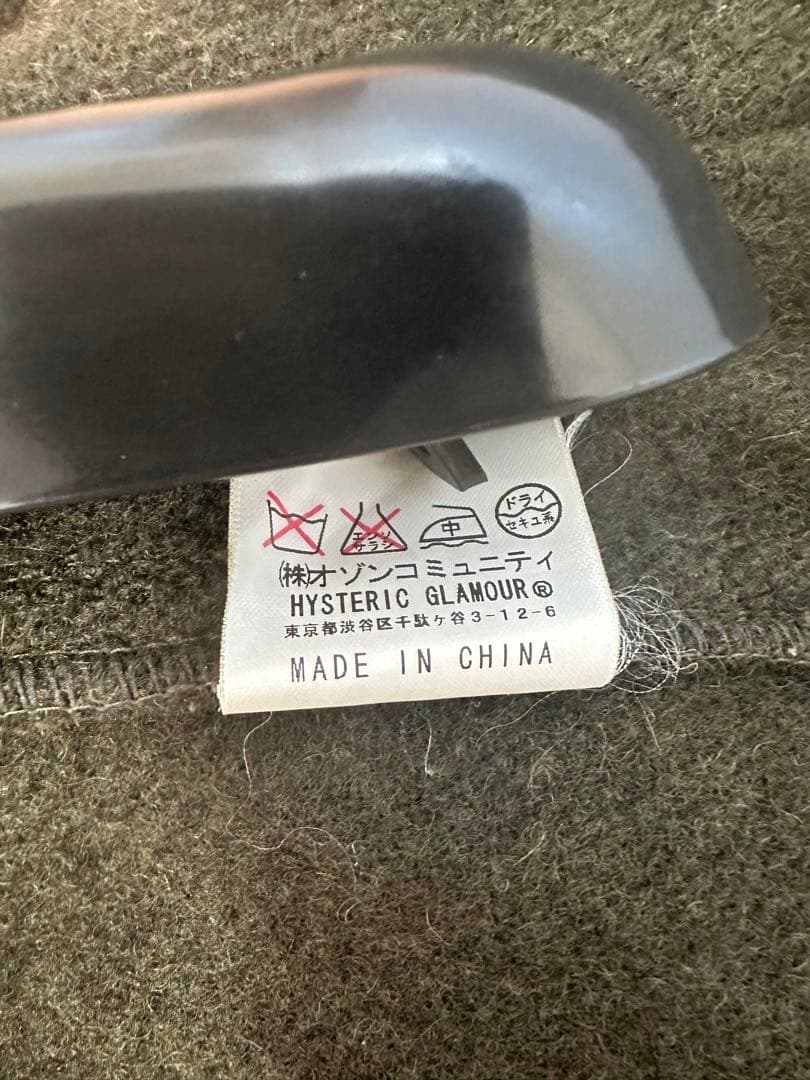 エンソ
サラシ
中
ドライ
セキユ系
㈱オゾンコミュニティ
HYSTERIC GLAMOUR®
東京都渋谷区千駄ヶ谷3-12-6
MADE IN CHINA